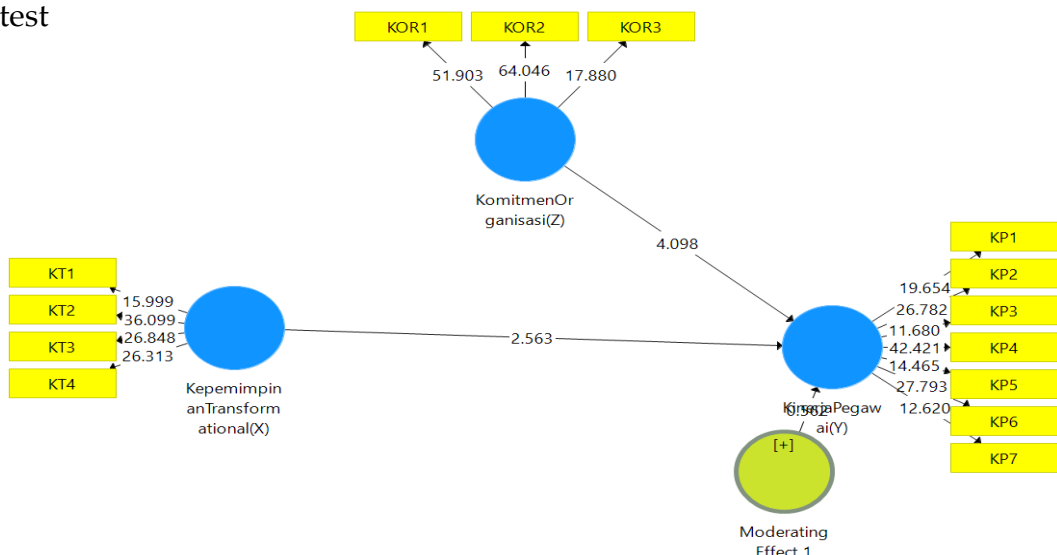 test
KOR1
KOR2
KOR3
51.903
64.046
17.880
KomitmenOr
ganisasi(Z)
4.098
KT1
KT2
KT3
KT4
15.999
36.099
26.848
26.313
KepemimpinanTransform
ational(X)
2.563
KP1
KP2
KP3
KP4
KP5
KP6
KP7
19.654
26.782
11.680
42.421
14.465
27.793
12.620
KinerjaPegaw
ai(Y)
[+]
Moderating
Effect 1